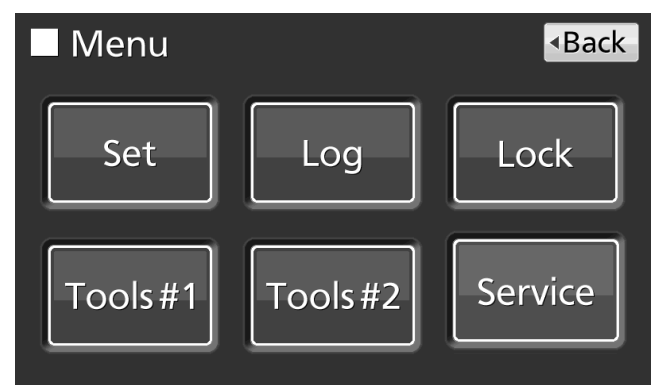 Menu
◂Back
Set
Log
Lock
Tools#1
Tools#2
Service